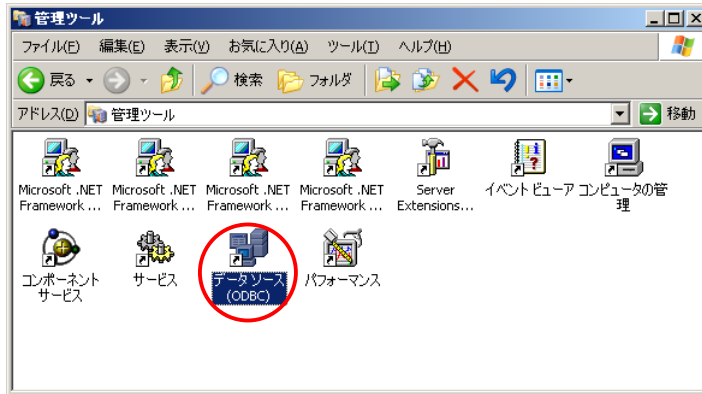 管理ツール
ファイル(F) 編集(E) 表示(V) お気に入り(A) ツール(T) ヘルプ(H)
戻る 検索 フォルダ
アドレス(D) 管理ツール 移動
Microsoft .NET Microsoft .NET Microsoft .NET Microsoft .NET Server イベント ビューア コンピュータの管
Framework ... Framework ... Framework ... Framework ... Extensions... 理
コンポーネント サービス データ ソース パフォーマンス
サービス (ODBC)